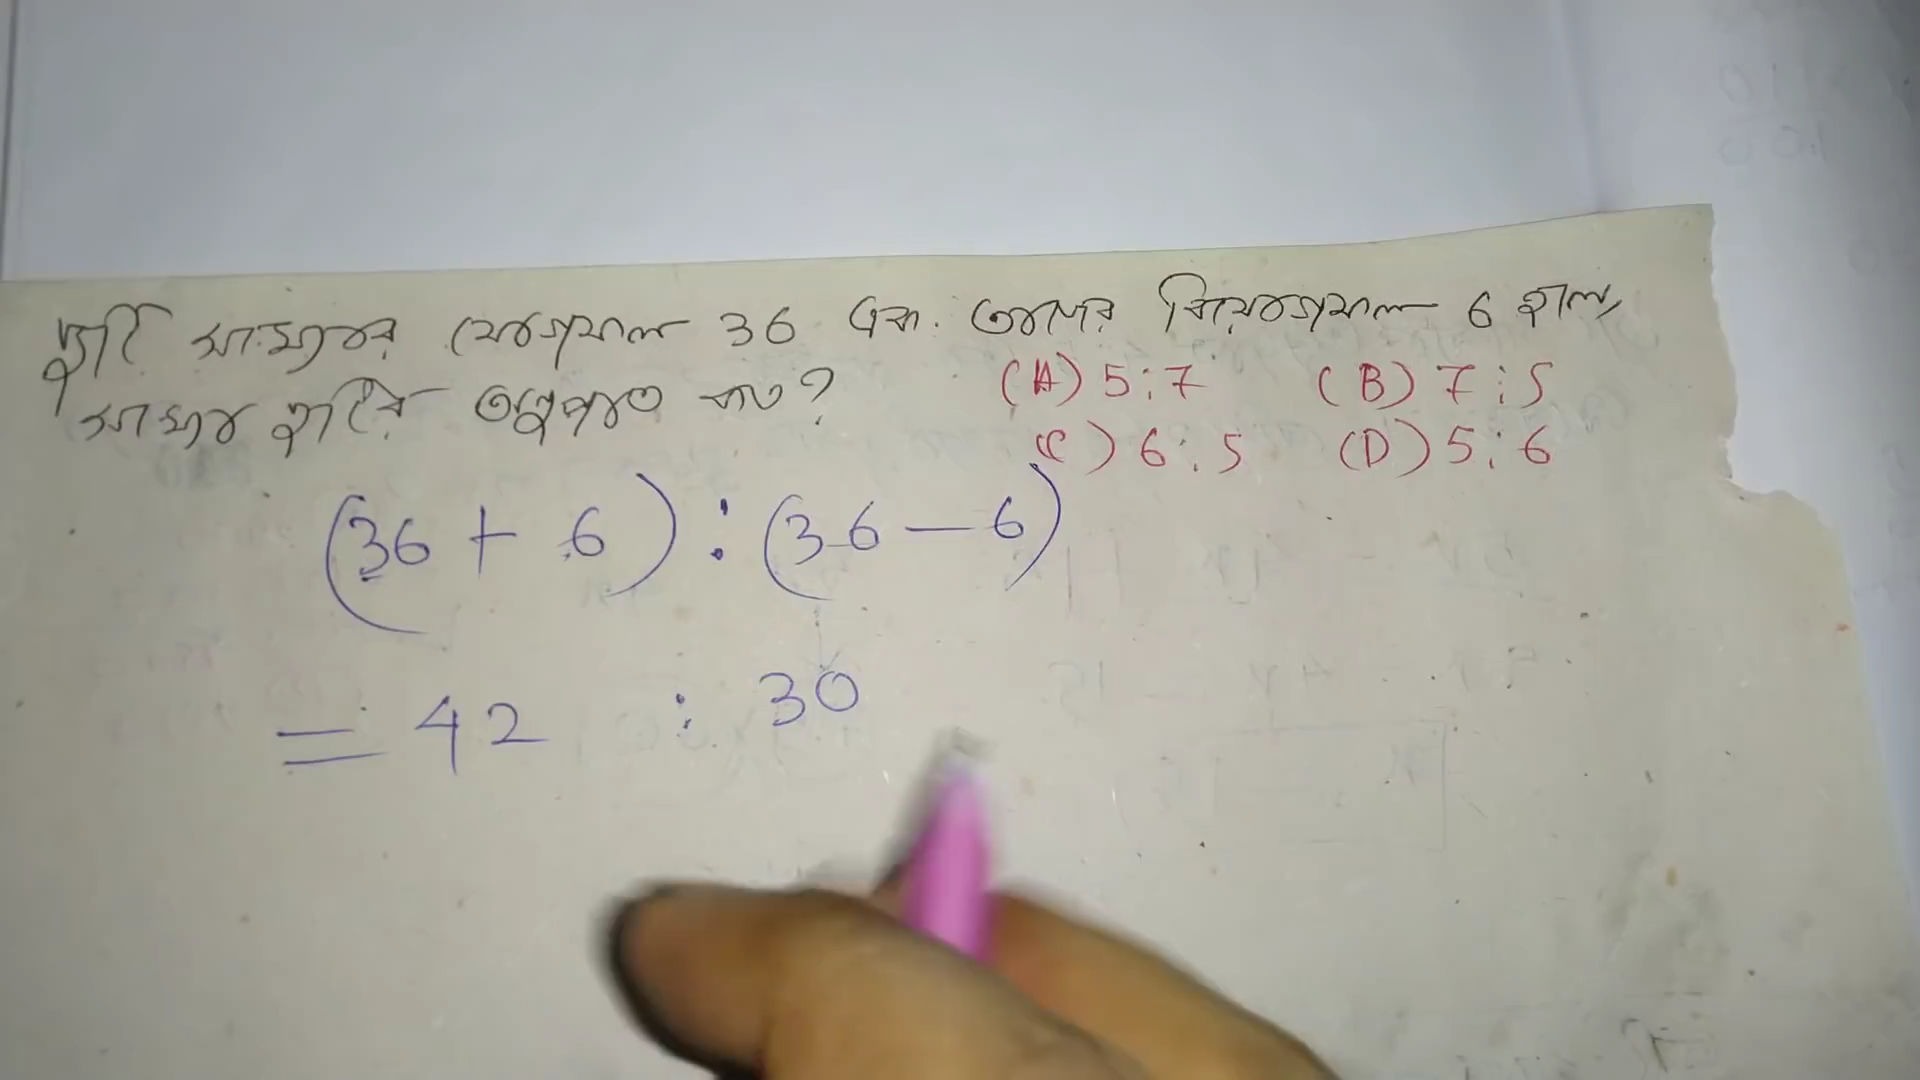 দুটি সংখ্যার যোগফল 36 এবং তাদের বিয়োগফল 6 হলে,
সংখ্যা দুটির অনুপাত কত?
(A) 5:7 (B) 7:5
(C) 6:5 (D) 5:6
(36 + 6) : (36 - 6)
= 42 : 30